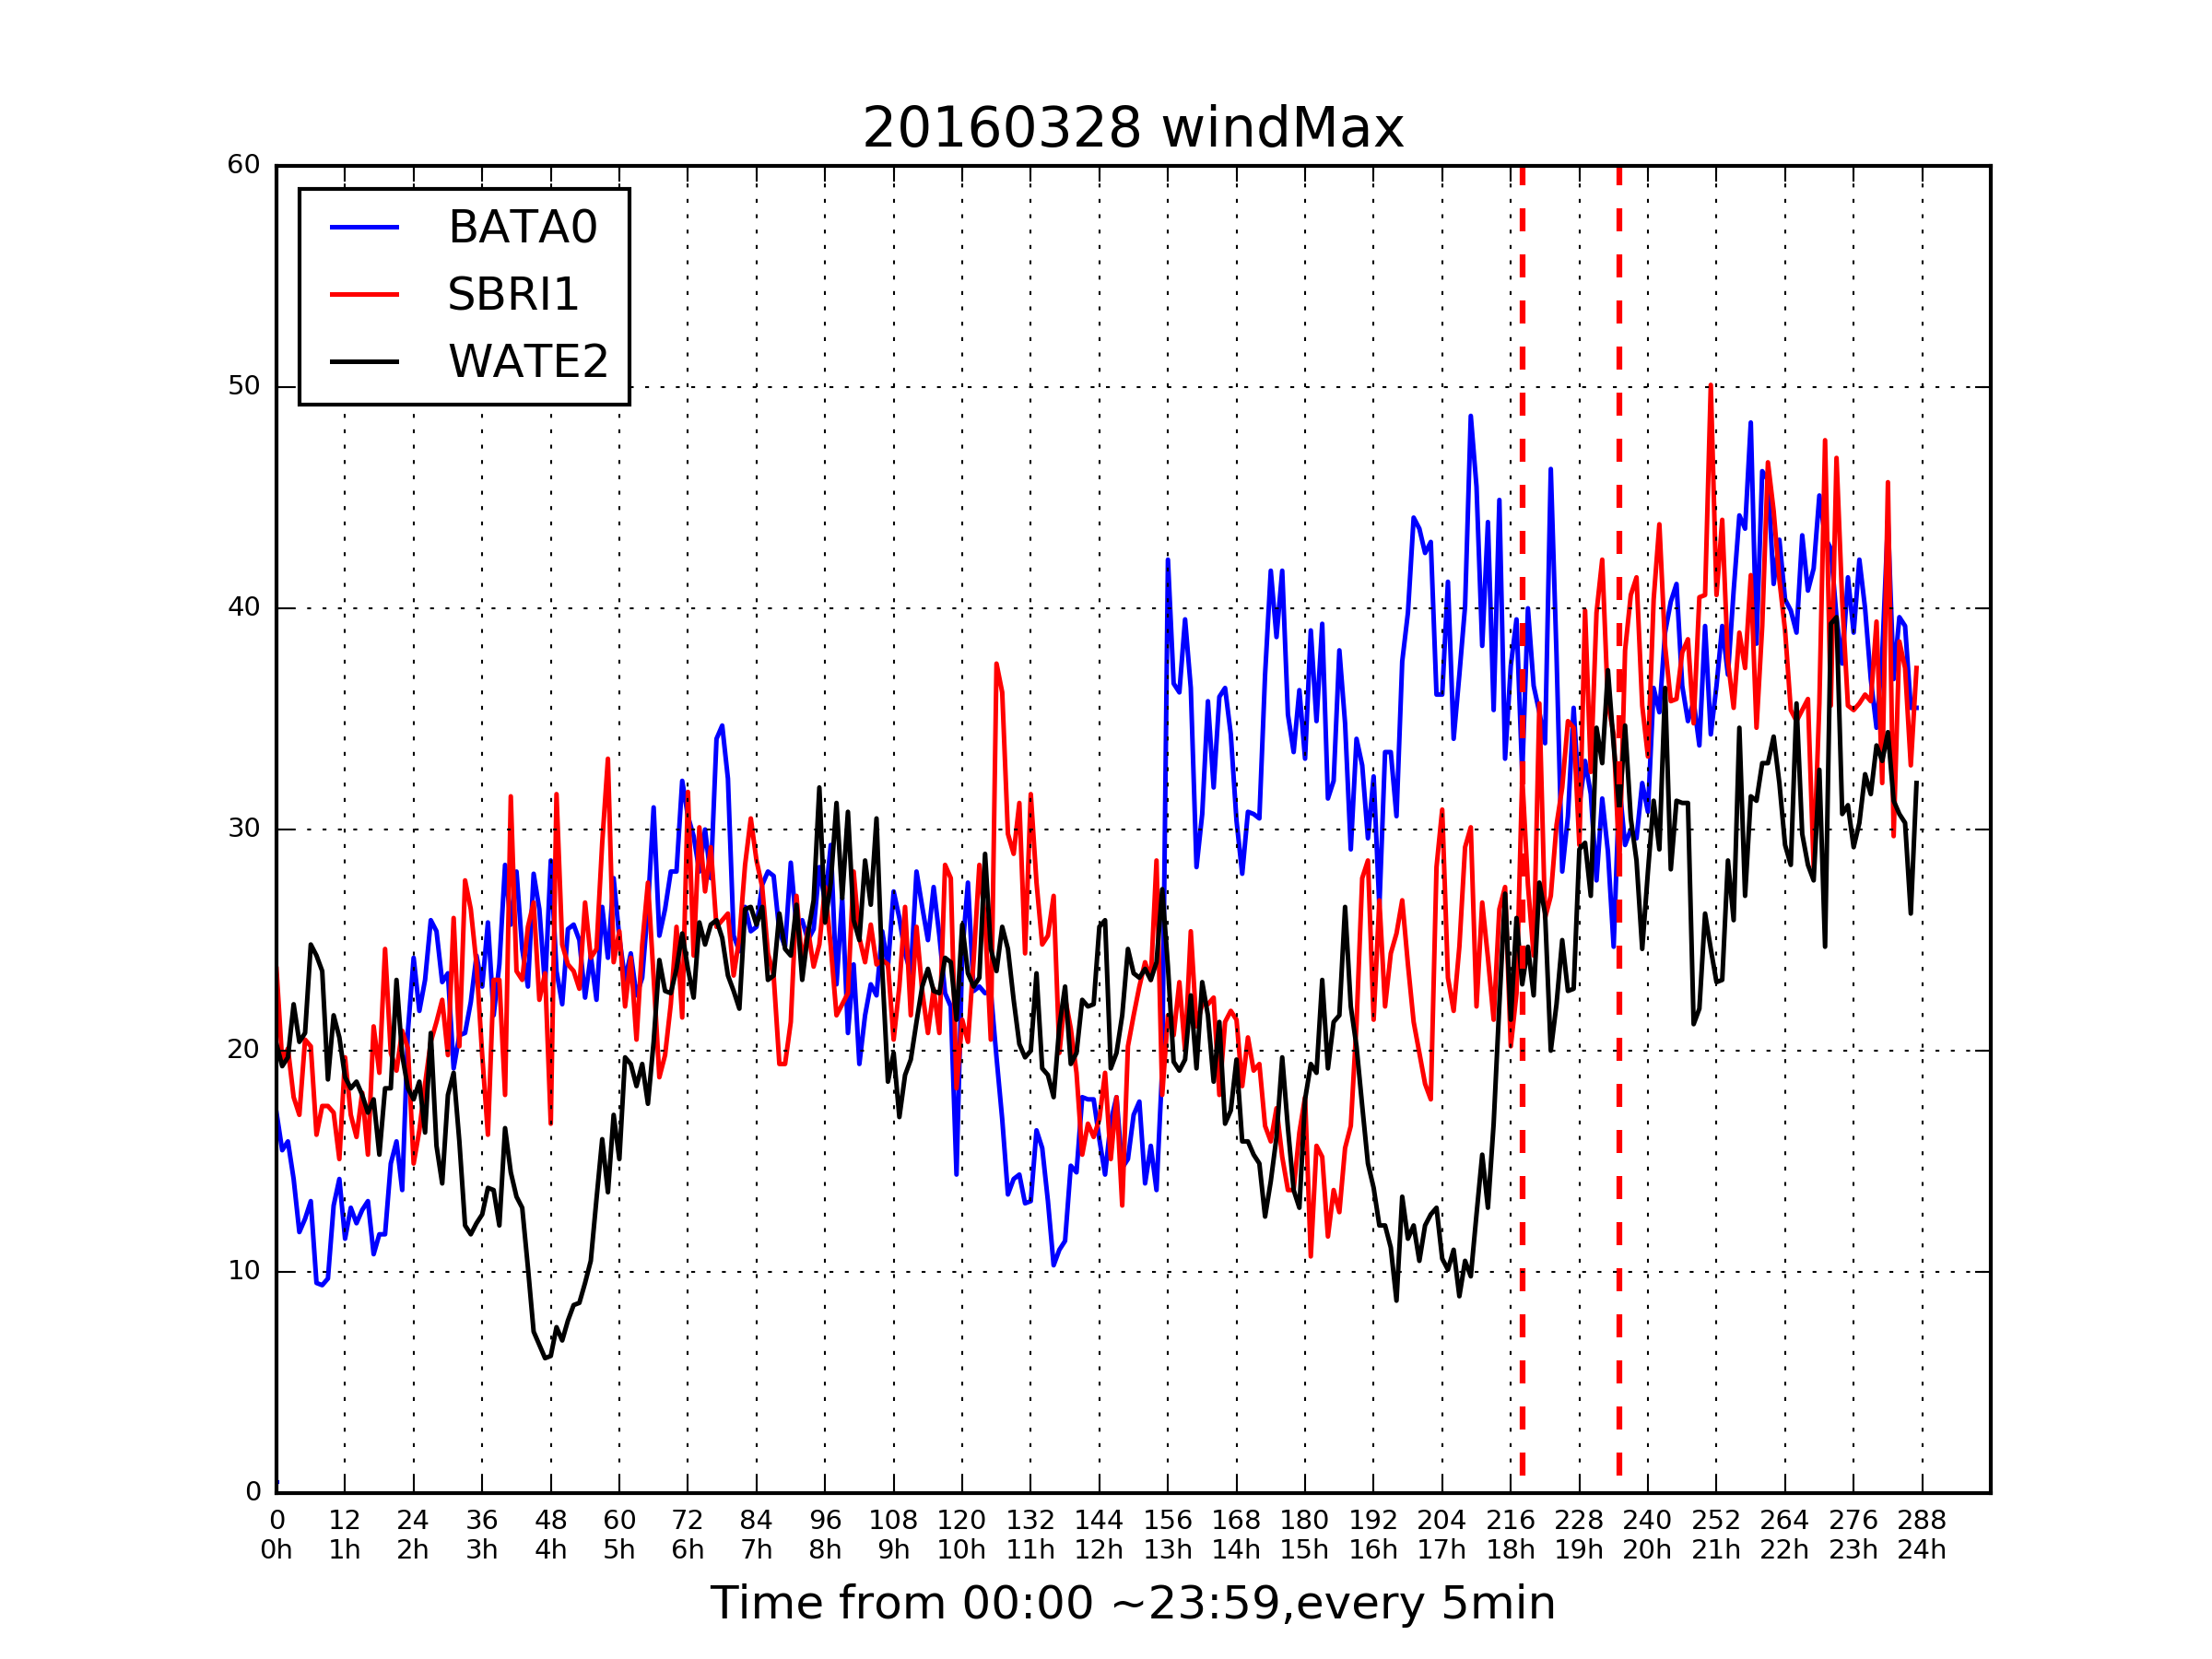 20160328 windMax
60
50
40
30
20
10
0
BATA0
SBRI1
WATE2
0 12 24 36 48 60 72 84 96 108 120 132 144 156 168 180 192 204 216 228 240 252 264 276 288
0h 1h 2h 3h 4h 5h 6h 7h 8h 9h 10h 11h 12h 13h 14h 15h 16h 17h 18h 19h 20h 21h 22h 23h 24h
Time from 00:00 ~23:59,every 5min